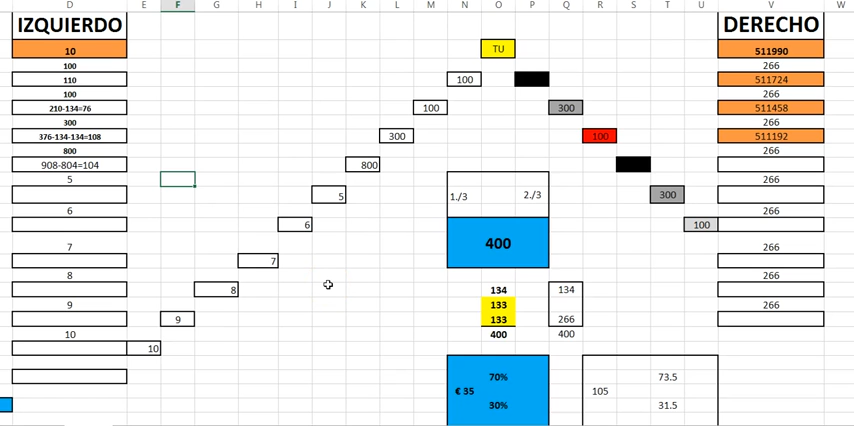 D E F G H I J K L M N O P Q R S T U V W
IZQUIERDO DERECHO
10 TU 511990
100 266
110 100 511724
100 266
210-134=76 100 300 511458
300 266
376-134-134=108 300 100 511192
800 266
908-804=104 800
5 266
5 1./3 2./3 300
6 266
6 100
7 400 266
7
8 266
8 134 134
9 133 266
9 133 266
10 400 400
10
70% 73.5
€ 35 105
30% 31.5